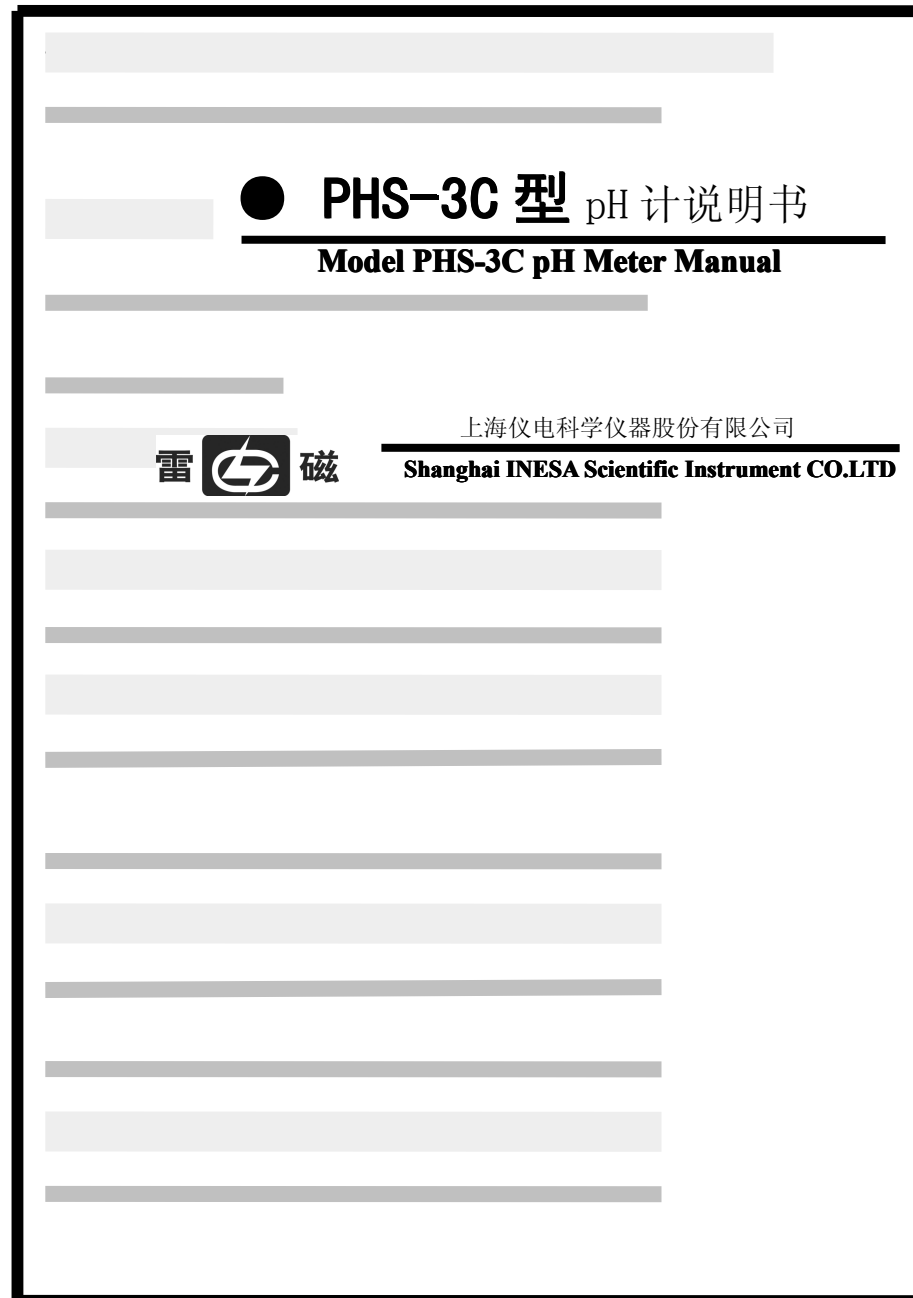 PHS-3C 型 pH 计说明书
Model PHS-3C pH Meter Manual
上海仪电科学仪器股份有限公司
雷 磁
Shanghai INESA Scientific Instrument CO.LTD